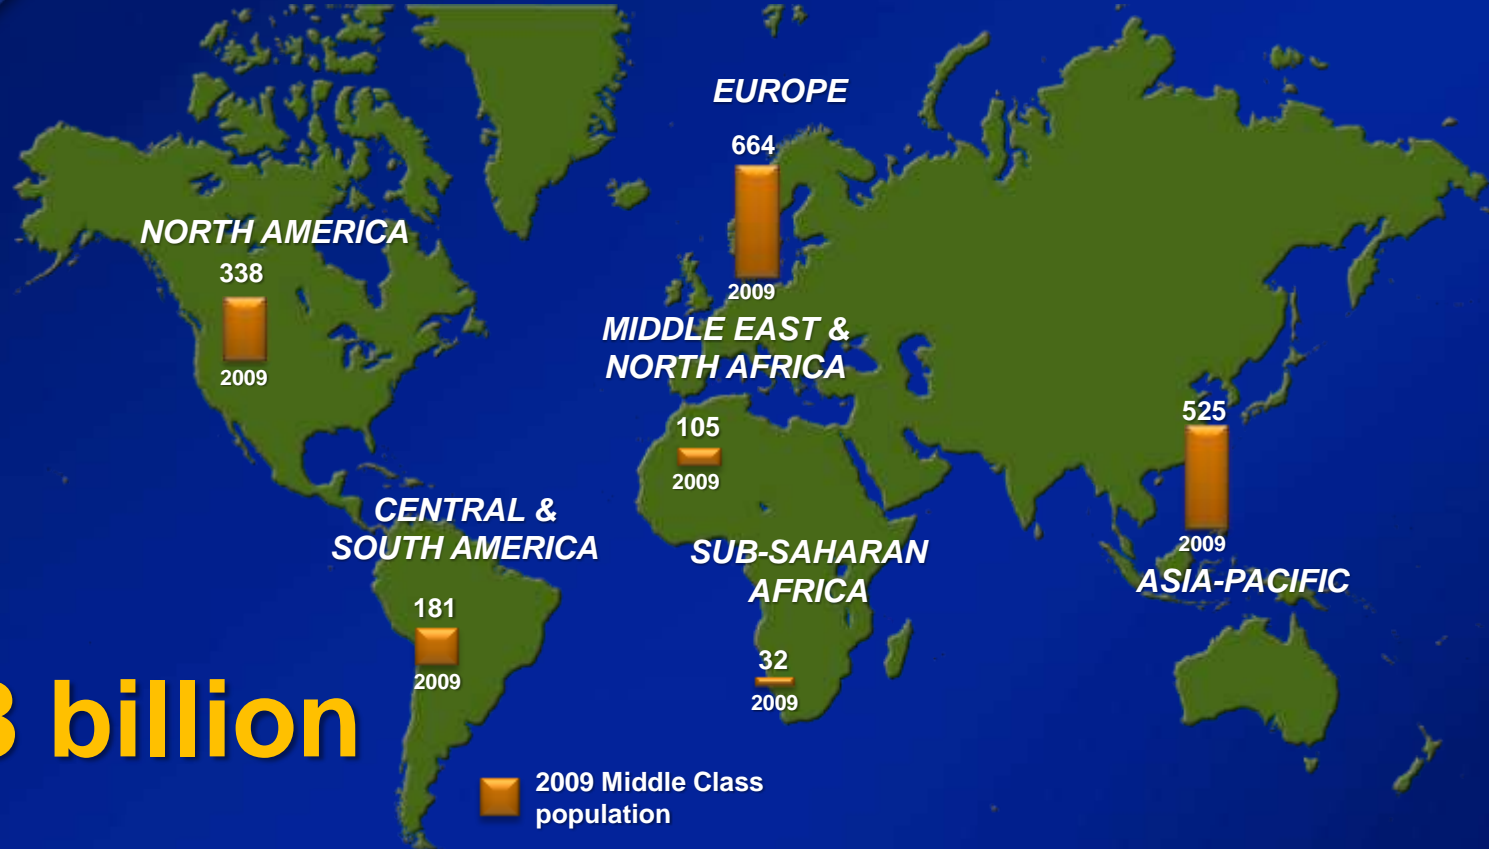 EUROPE
664
2009
NORTH AMERICA
338
2009
MIDDLE EAST &
NORTH AFRICA
105
2009
525
2009
ASIA-PACIFIC
CENTRAL &
SOUTH AMERICA
181
2009
SUB-SAHARAN
AFRICA
32
2009
billion
2009 Middle Class
population